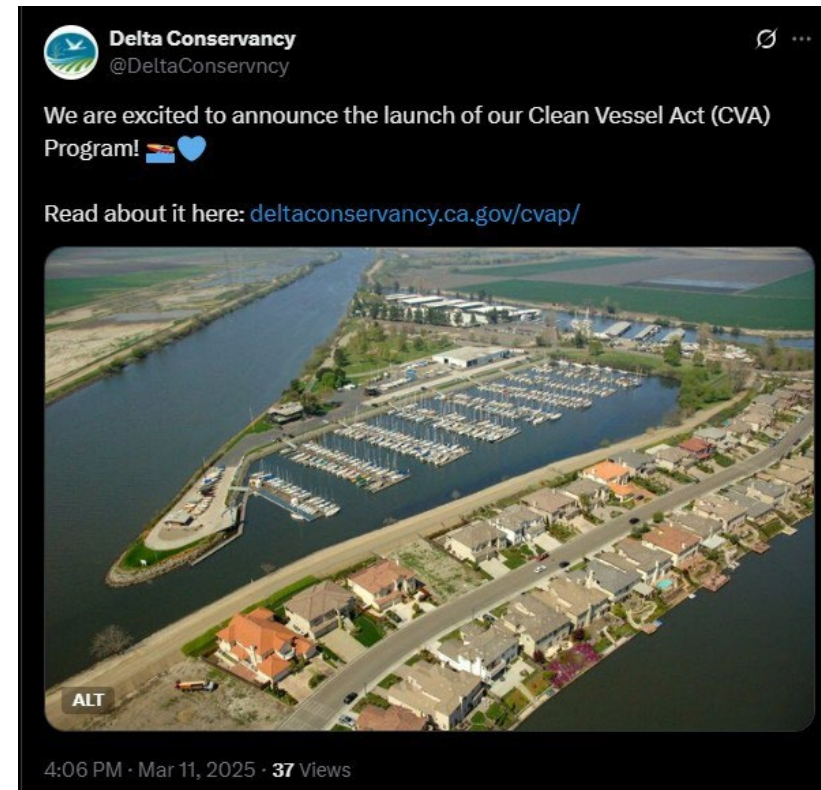 Delta Conservancy
@DeltaConservncy
We are excited to announce the launch of our Clean Vessel Act (CVA)
Program! 🚤💙
Read about it here: deltaconservancy.ca.gov/cvap/
ALT
4:06 PM · Mar 11, 2025 · 37 Views